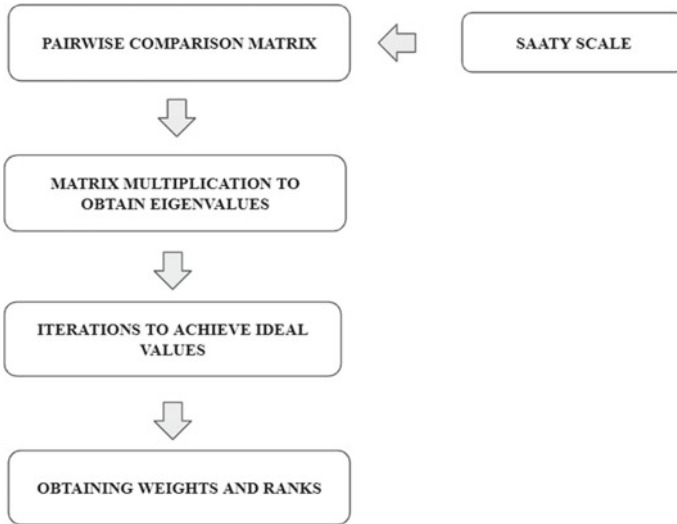 PAIRWISE COMPARISON MATRIX
SAATY SCALE
MATRIX MULTIPLICATION TO
OBTAIN EIGENVALUES
ITERATIONS TO ACHIEVE IDEAL
VALUES
OBTAINING WEIGHTS AND RANKS